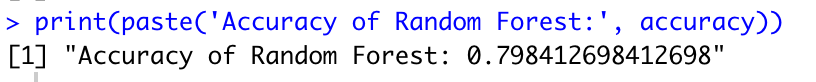 > print(paste('Accuracy of Random Forest:', accuracy))
[1] "Accuracy of Random Forest: 0.798412698412698"